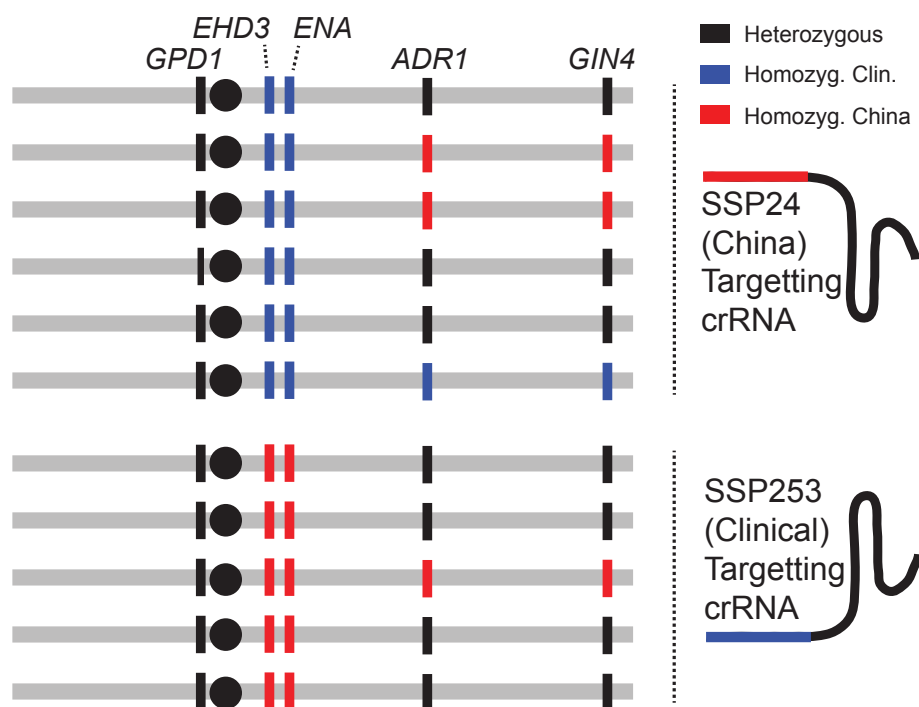 EHD3 ENA
GPD1 ADR1 GIN4
Heterozygous
Homozyg. Clin.
Homozyg. China
SSP24
(China)
Targetting
crRNA
SSP253
(Clinical)
Targetting
crRNA